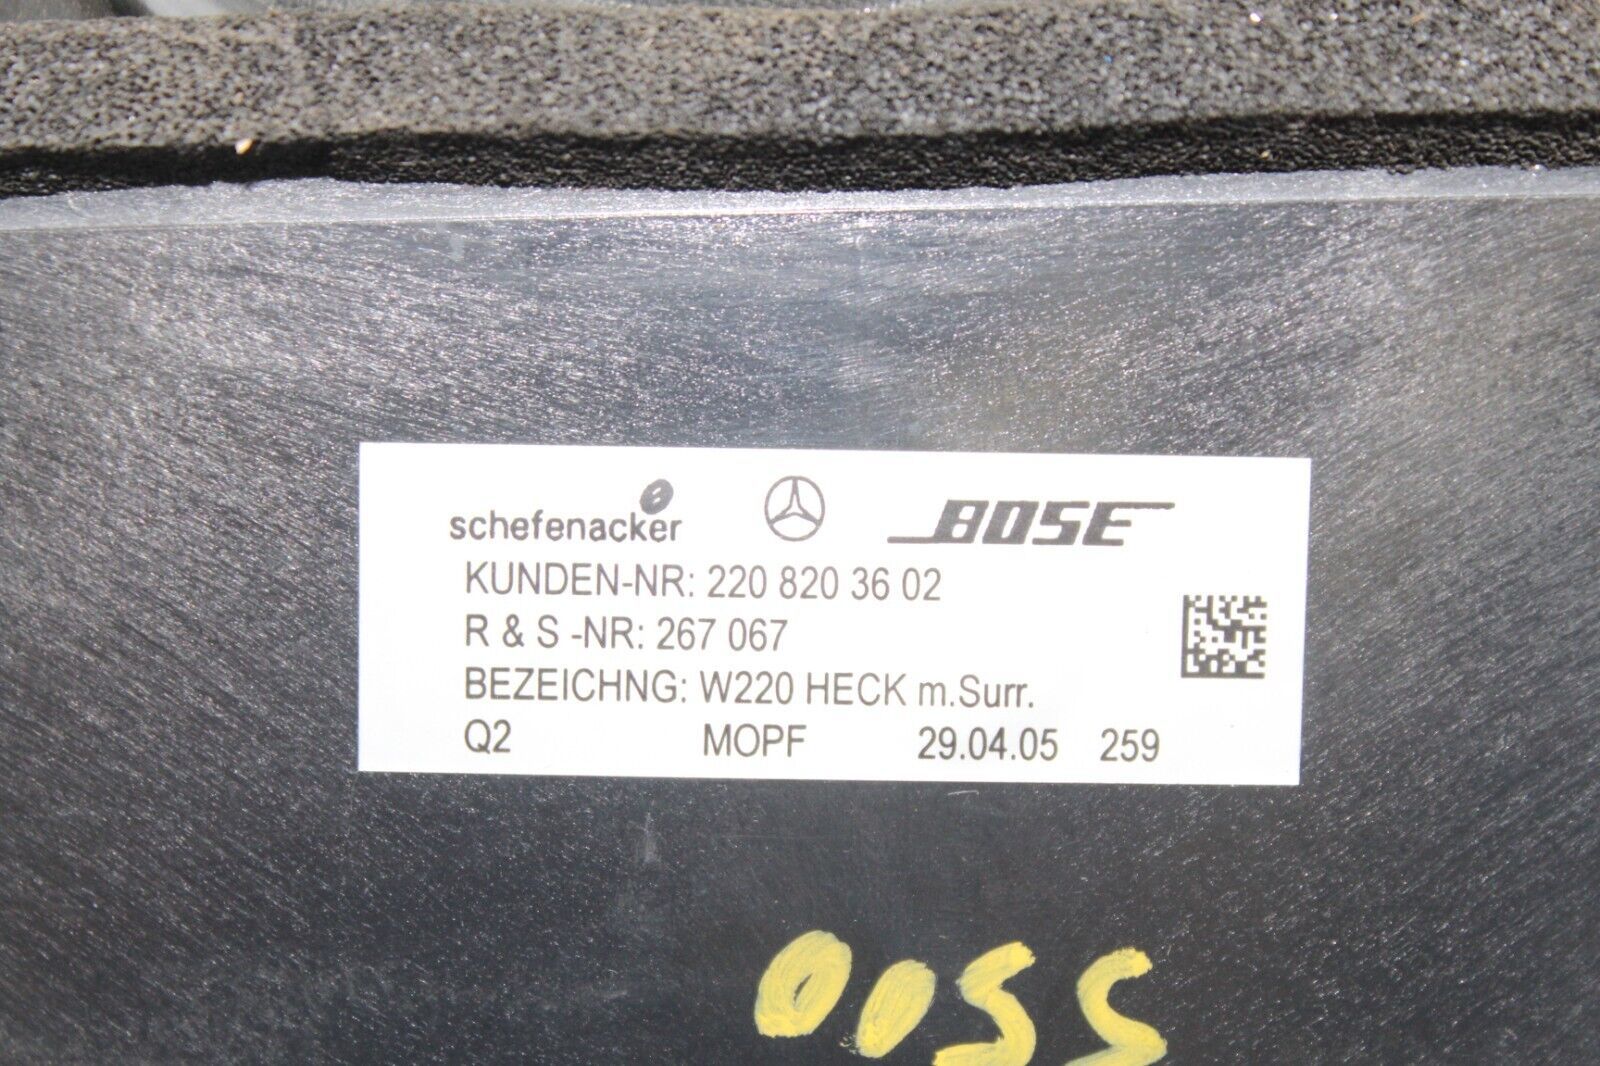 schefenacker BOSE
KUNDEN-NR: 220 820 36 02
R & S -NR: 267 067
BEZEICHNG: W220 HECK m.Surr.
Q2 MOPF 29.04.05 259
0055